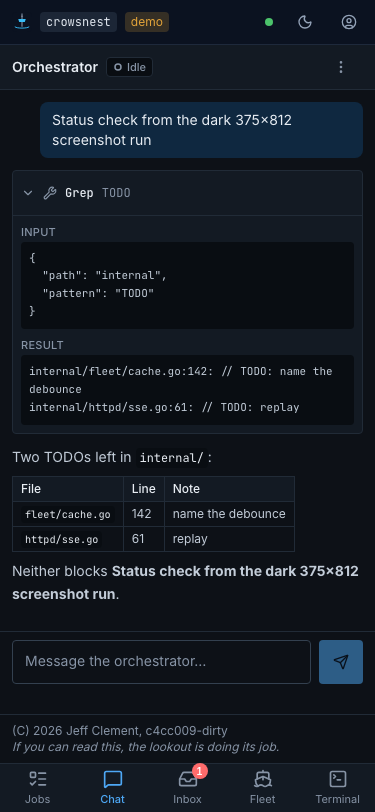 crowsnest demo
Orchestrator Idle
Status check from the dark 375×812
screenshot run
Grep TODO
INPUT
{
  "path": "internal",
  "pattern": "TODO"
}
RESULT
internal/fleet/cache.go:142: // TODO: name the
debounce
internal/httpd/sse.go:61: // TODO: replay
Two TODOs left in internal/ :
File Line Note
fleet/cache.go 142 name the debounce
httpd/sse.go 61 replay
Neither blocks Status check from the dark 375×812
screenshot run.
Message the orchestrator...
(C) 2026 Jeff Clement, c4cc009-dirty
If you can read this, the lookout is doing its job.
1
Jobs Chat Inbox Fleet Terminal